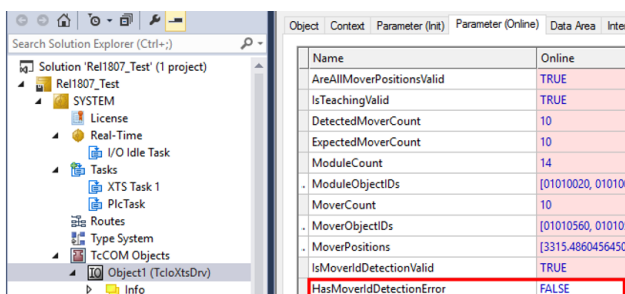 Search Solution Explorer (Ctrl+;)
Solution 'Rel1807_Test' (1 project)
Rel1807_Test
SYSTEM
License
Real-Time
I/O Idle Task
Tasks
XTS Task 1
PlcTask
Routes
Type System
TcCOM Objects
Object1 (TcIoXtsDrv)
Info
Object Context Parameter (Init) Parameter (Online) Data Area Inter
Name Online
AreAllMoverPositionsValid TRUE
IsTeachingValid TRUE
DetectedMoverCount 10
ExpectedMoverCount 10
ModuleCount 14
. ModuleObjectIDs [01010020, 01010
MoverCount 10
. MoverObjectIDs [01010560, 01010
. MoverPositions [3315.4860456450
IsMoverIdDetectionValid TRUE
HasMoverIdDetectionError FALSE